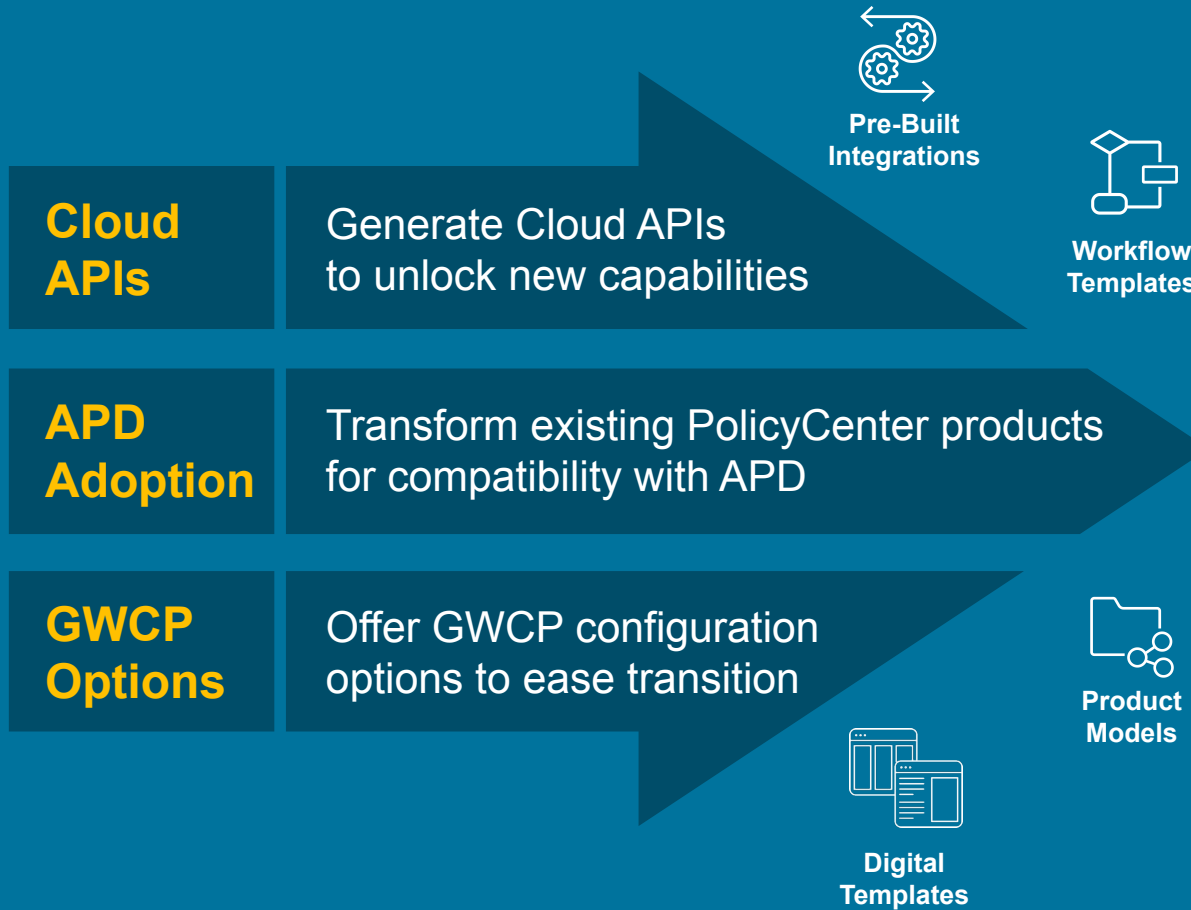 Pre-Built
Integrations
Workflow
Templates
Cloud
APIs
Generate Cloud APIs
to unlock new capabilities
APD
Adoption
Transform existing PolicyCenter products
for compatibility with APD
GWCP
Options
Offer GWCP configuration
options to ease transition
Product
Models
Digital
Templates